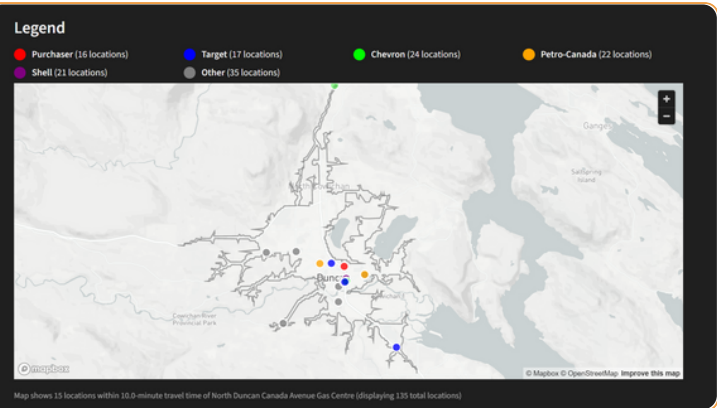 Legend
Purchaser (16 locations) Target (17 locations) Chevron (24 locations) Petro-Canada (22 locations)
Shell (21 locations) Other (35 locations)
+
−
Ganges
Island
Dunc
Cowichan River
Provincial Park
mapbox
© Mapbox © OpenStreetMap Improve this map
Map shows 15 locations within 10.0-minute travel time of North Duncan Canada Avenue Gas Centre (displaying 135 total locations)